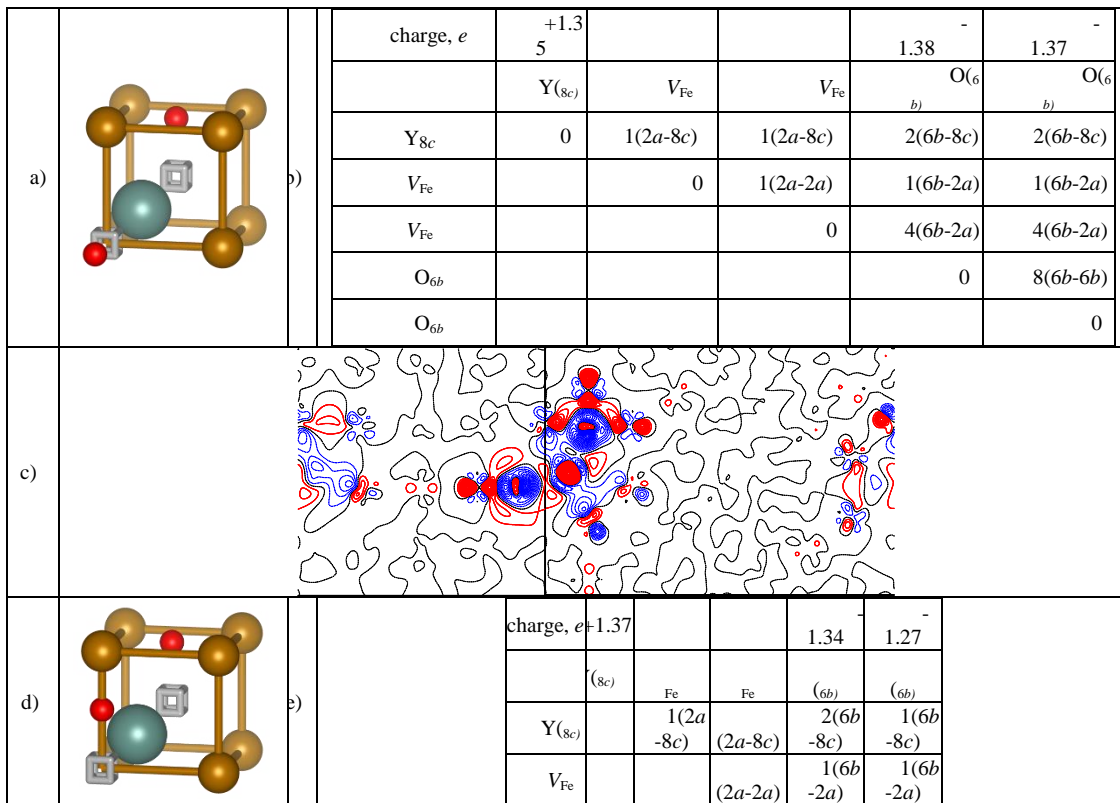 a)
b)
charge, e +1.35 -1.38 -1.37
Y(8c) VFe VFe O(6b) O(6b)
Y8c 0 1(2a-8c) 1(2a-8c) 2(6b-8c) 2(6b-8c)
VFe 0 1(2a-2a) 1(6b-2a) 1(6b-2a)
VFe 0 4(6b-2a) 4(6b-2a)
O6b 0 8(6b-6b)
O6b 0
c)
d)
e)
charge, e +1.37 -1.34 -1.27
(8c) Fe Fe (6b) (6b)
Y(8c) 1(2a-8c) (2a-8c) 2(6b-8c) 1(6b-8c)
VFe (2a-2a) 1(6b-2a) 1(6b-2a)